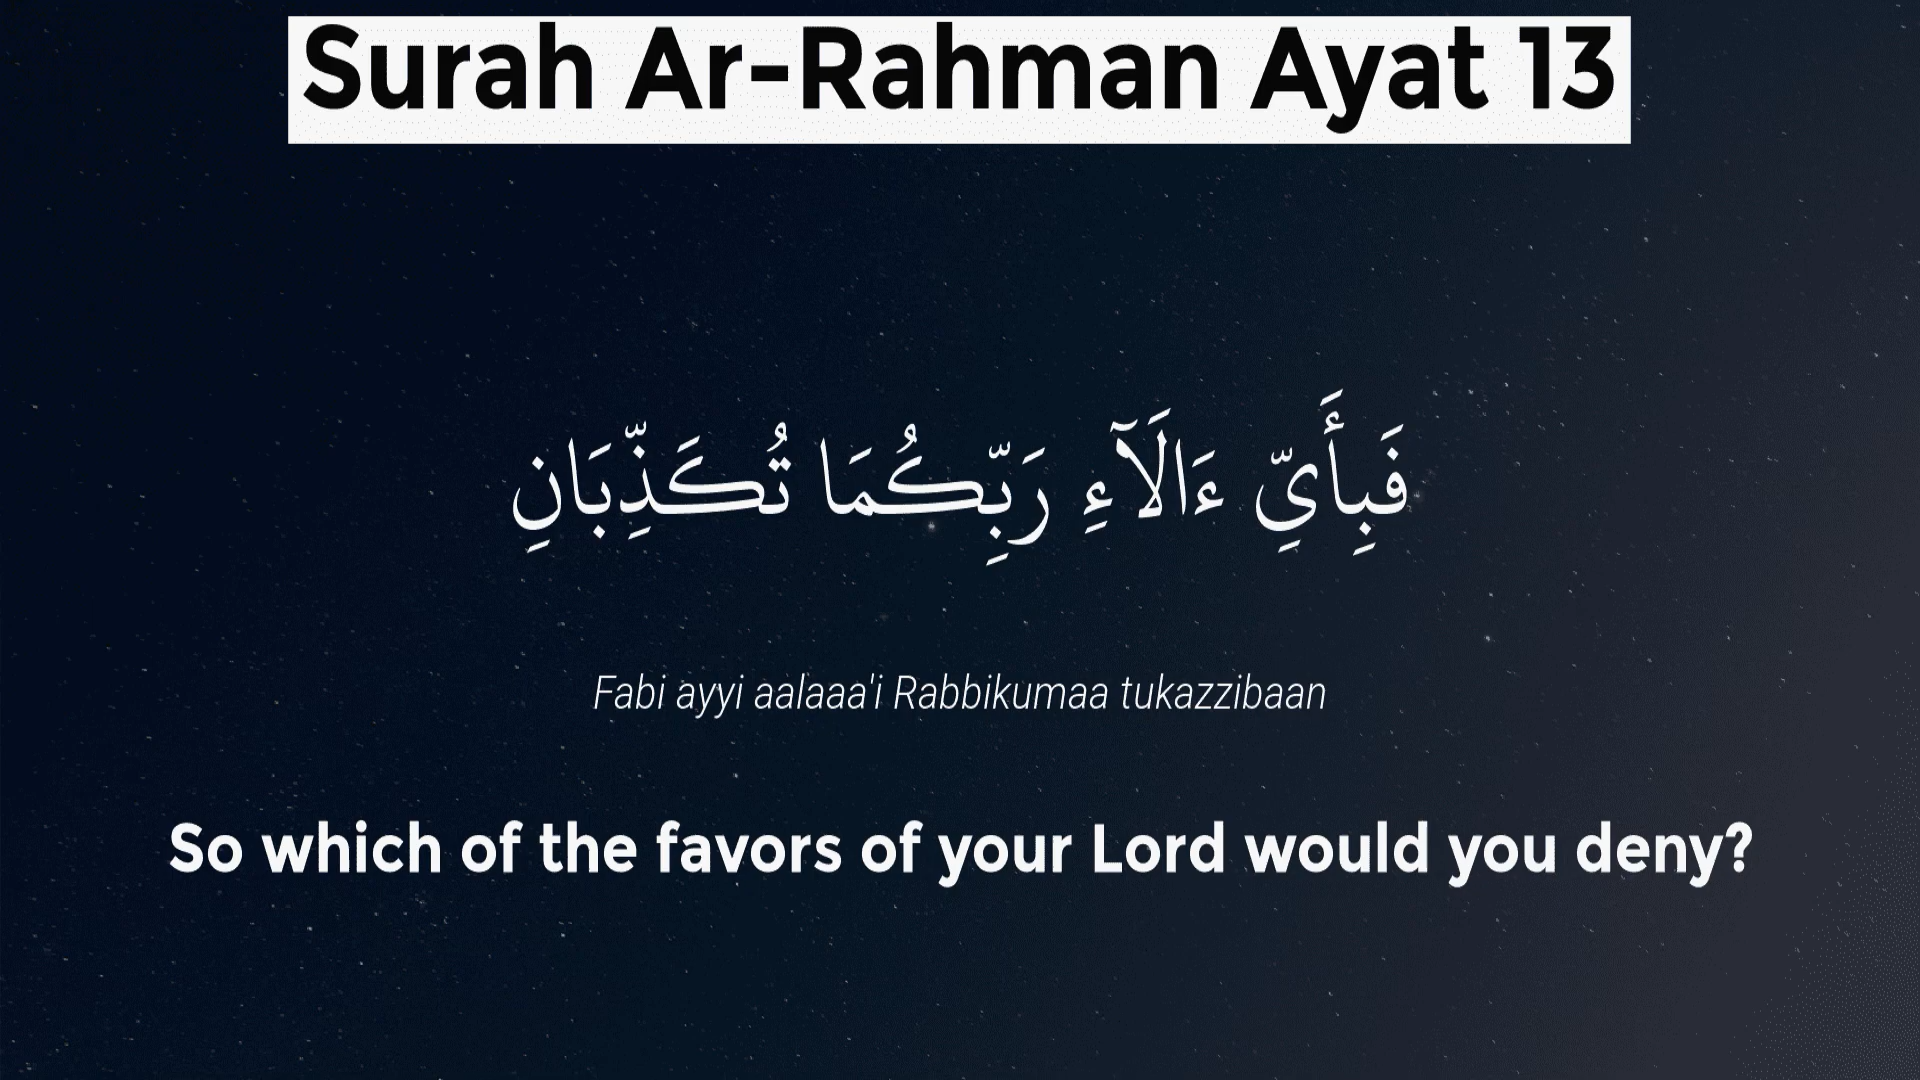 Surah Ar-Rahman Ayat 13
فَبِأَيِّ ءَالَآءِ رَبِّكُمَا تُكَذِّبَانِ
Fabi ayyi aalaaa'i Rabbikumaa tukazzibaan
So which of the favors of your Lord would you deny?